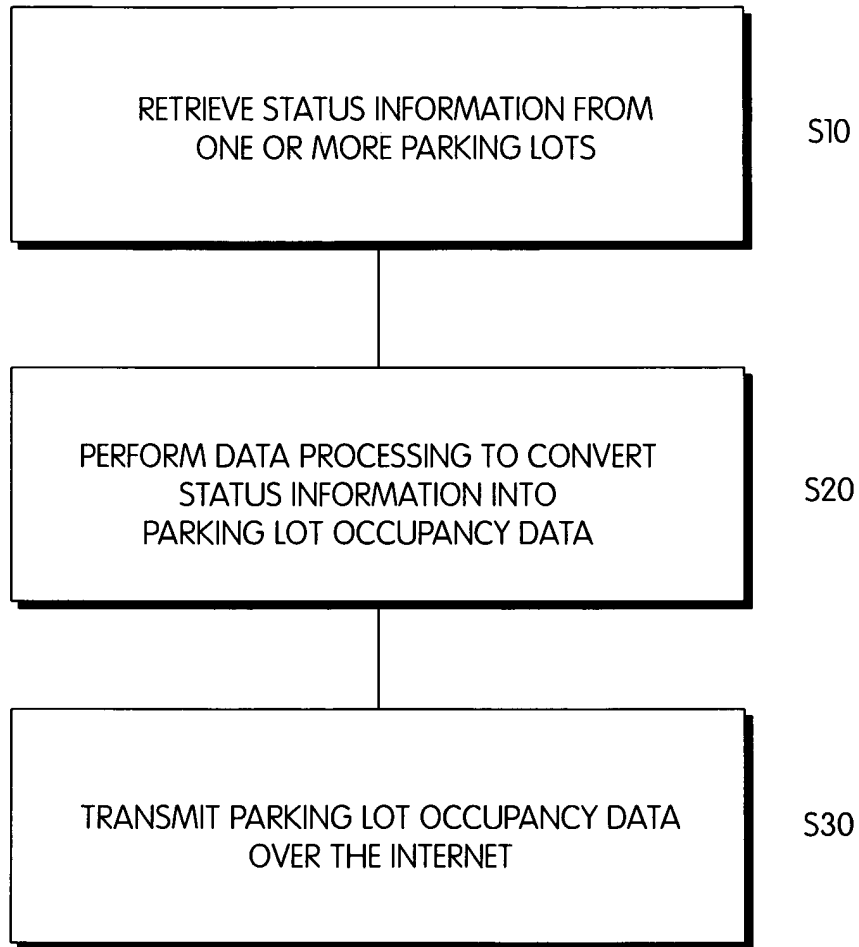 RETRIEVE STATUS INFORMATION FROM
ONE OR MORE PARKING LOTS
S10
PERFORM DATA PROCESSING TO CONVERT
STATUS INFORMATION INTO
PARKING LOT OCCUPANCY DATA
S20
TRANSMIT PARKING LOT OCCUPANCY DATA
OVER THE INTERNET
S30